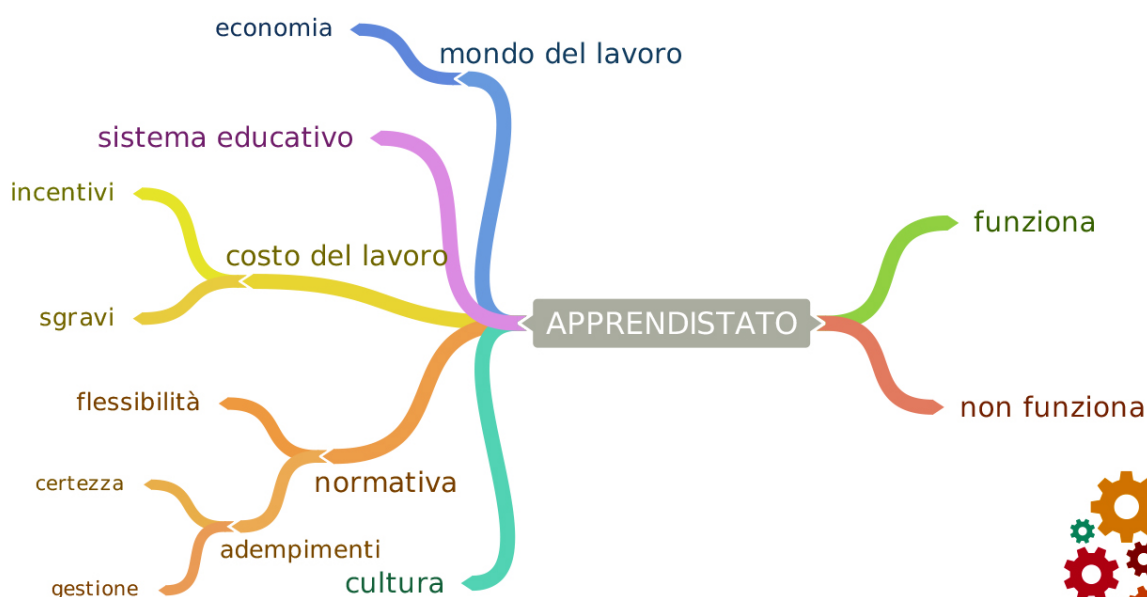 economia
mondo del lavoro
sistema educativo
incentivi
costo del lavoro
sgravi
flessibilità
normativa
certezza
adempimenti
gestione
cultura
APPRENDISTATO
funziona
non funziona